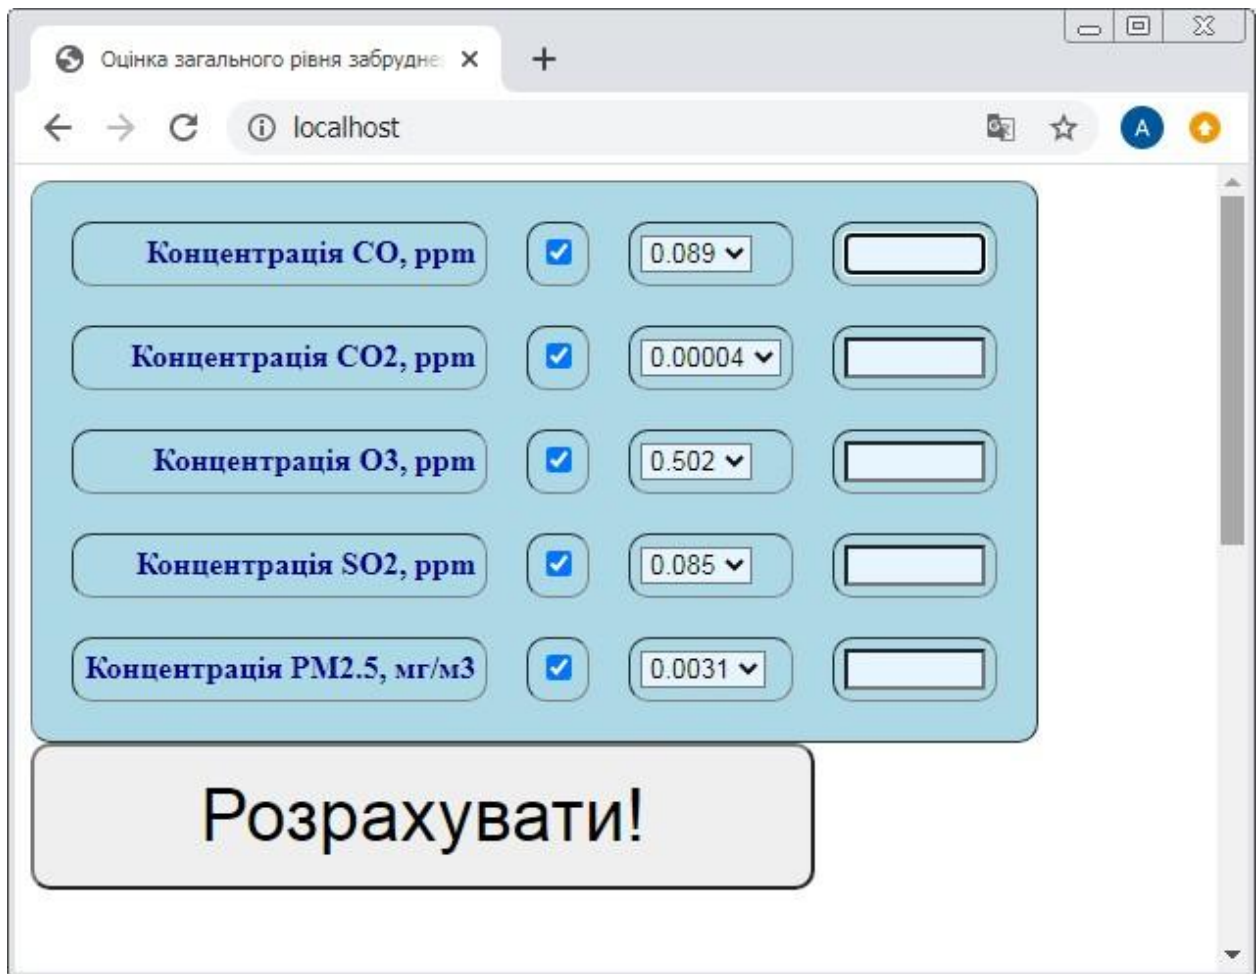 Оцінка загального рівня забрудне
localhost
A
Концентрація CO, ppm 0.089
Концентрація CO2, ppm 0.00004
Концентрація O3, ppm 0.502
Концентрація SO2, ppm 0.085
Концентрація PM2.5, мг/м3 0.0031
Розрахувати!